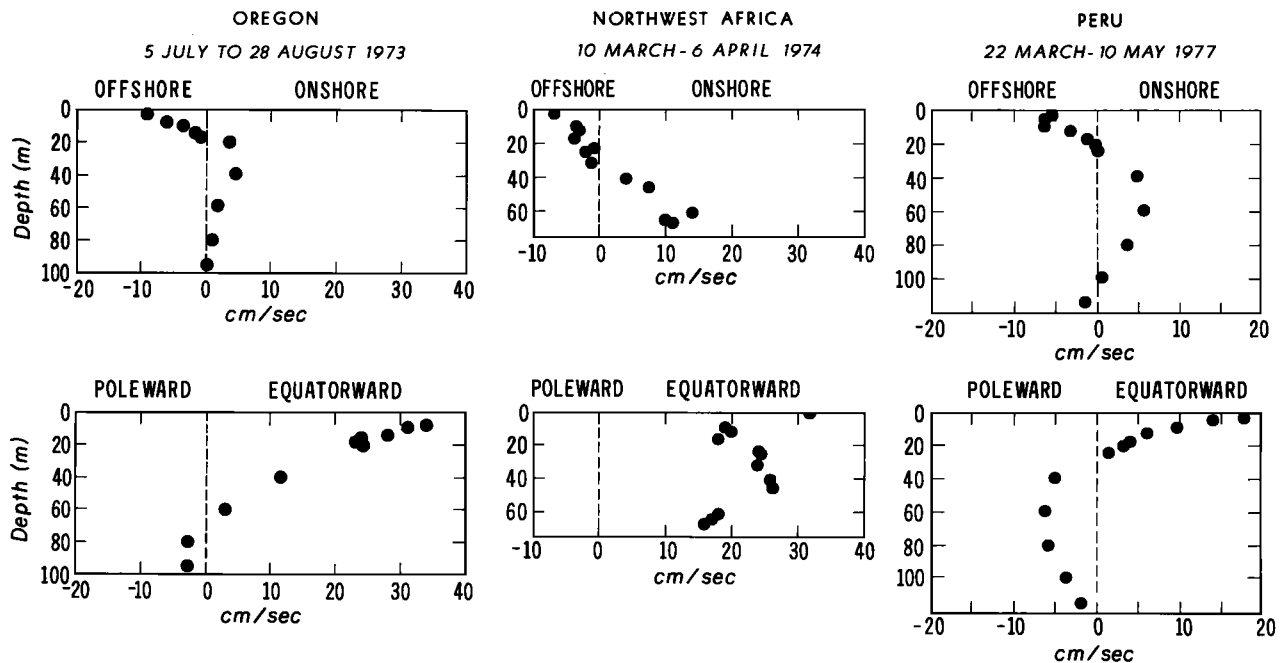 OREGON
5 JULY TO 28 AUGUST 1973
OFFSHORE ONSHORE
0
20
40
60
80
100
Depth (m)
-20 -10 0 10 20 30 40
cm/sec
NORTHWEST AFRICA
10 MARCH - 6 APRIL 1974
OFFSHORE ONSHORE
0
20
40
60
-10 0 10 20 30 40
cm/sec
PERU
22 MARCH - 10 MAY 1977
OFFSHORE ONSHORE
0
20
40
60
80
100
-20 -10 0 10 20
cm/sec
POLEWARD EQUATORWARD
0
20
40
60
80
100
Depth (m)
-20 -10 0 10 20 30 40
cm/sec
POLEWARD EQUATORWARD
0
20
40
60
-10 0 10 20 30 40
cm/sec
POLEWARD EQUATORWARD
0
20
40
60
80
100
-20 -10 0 10 20
cm/sec